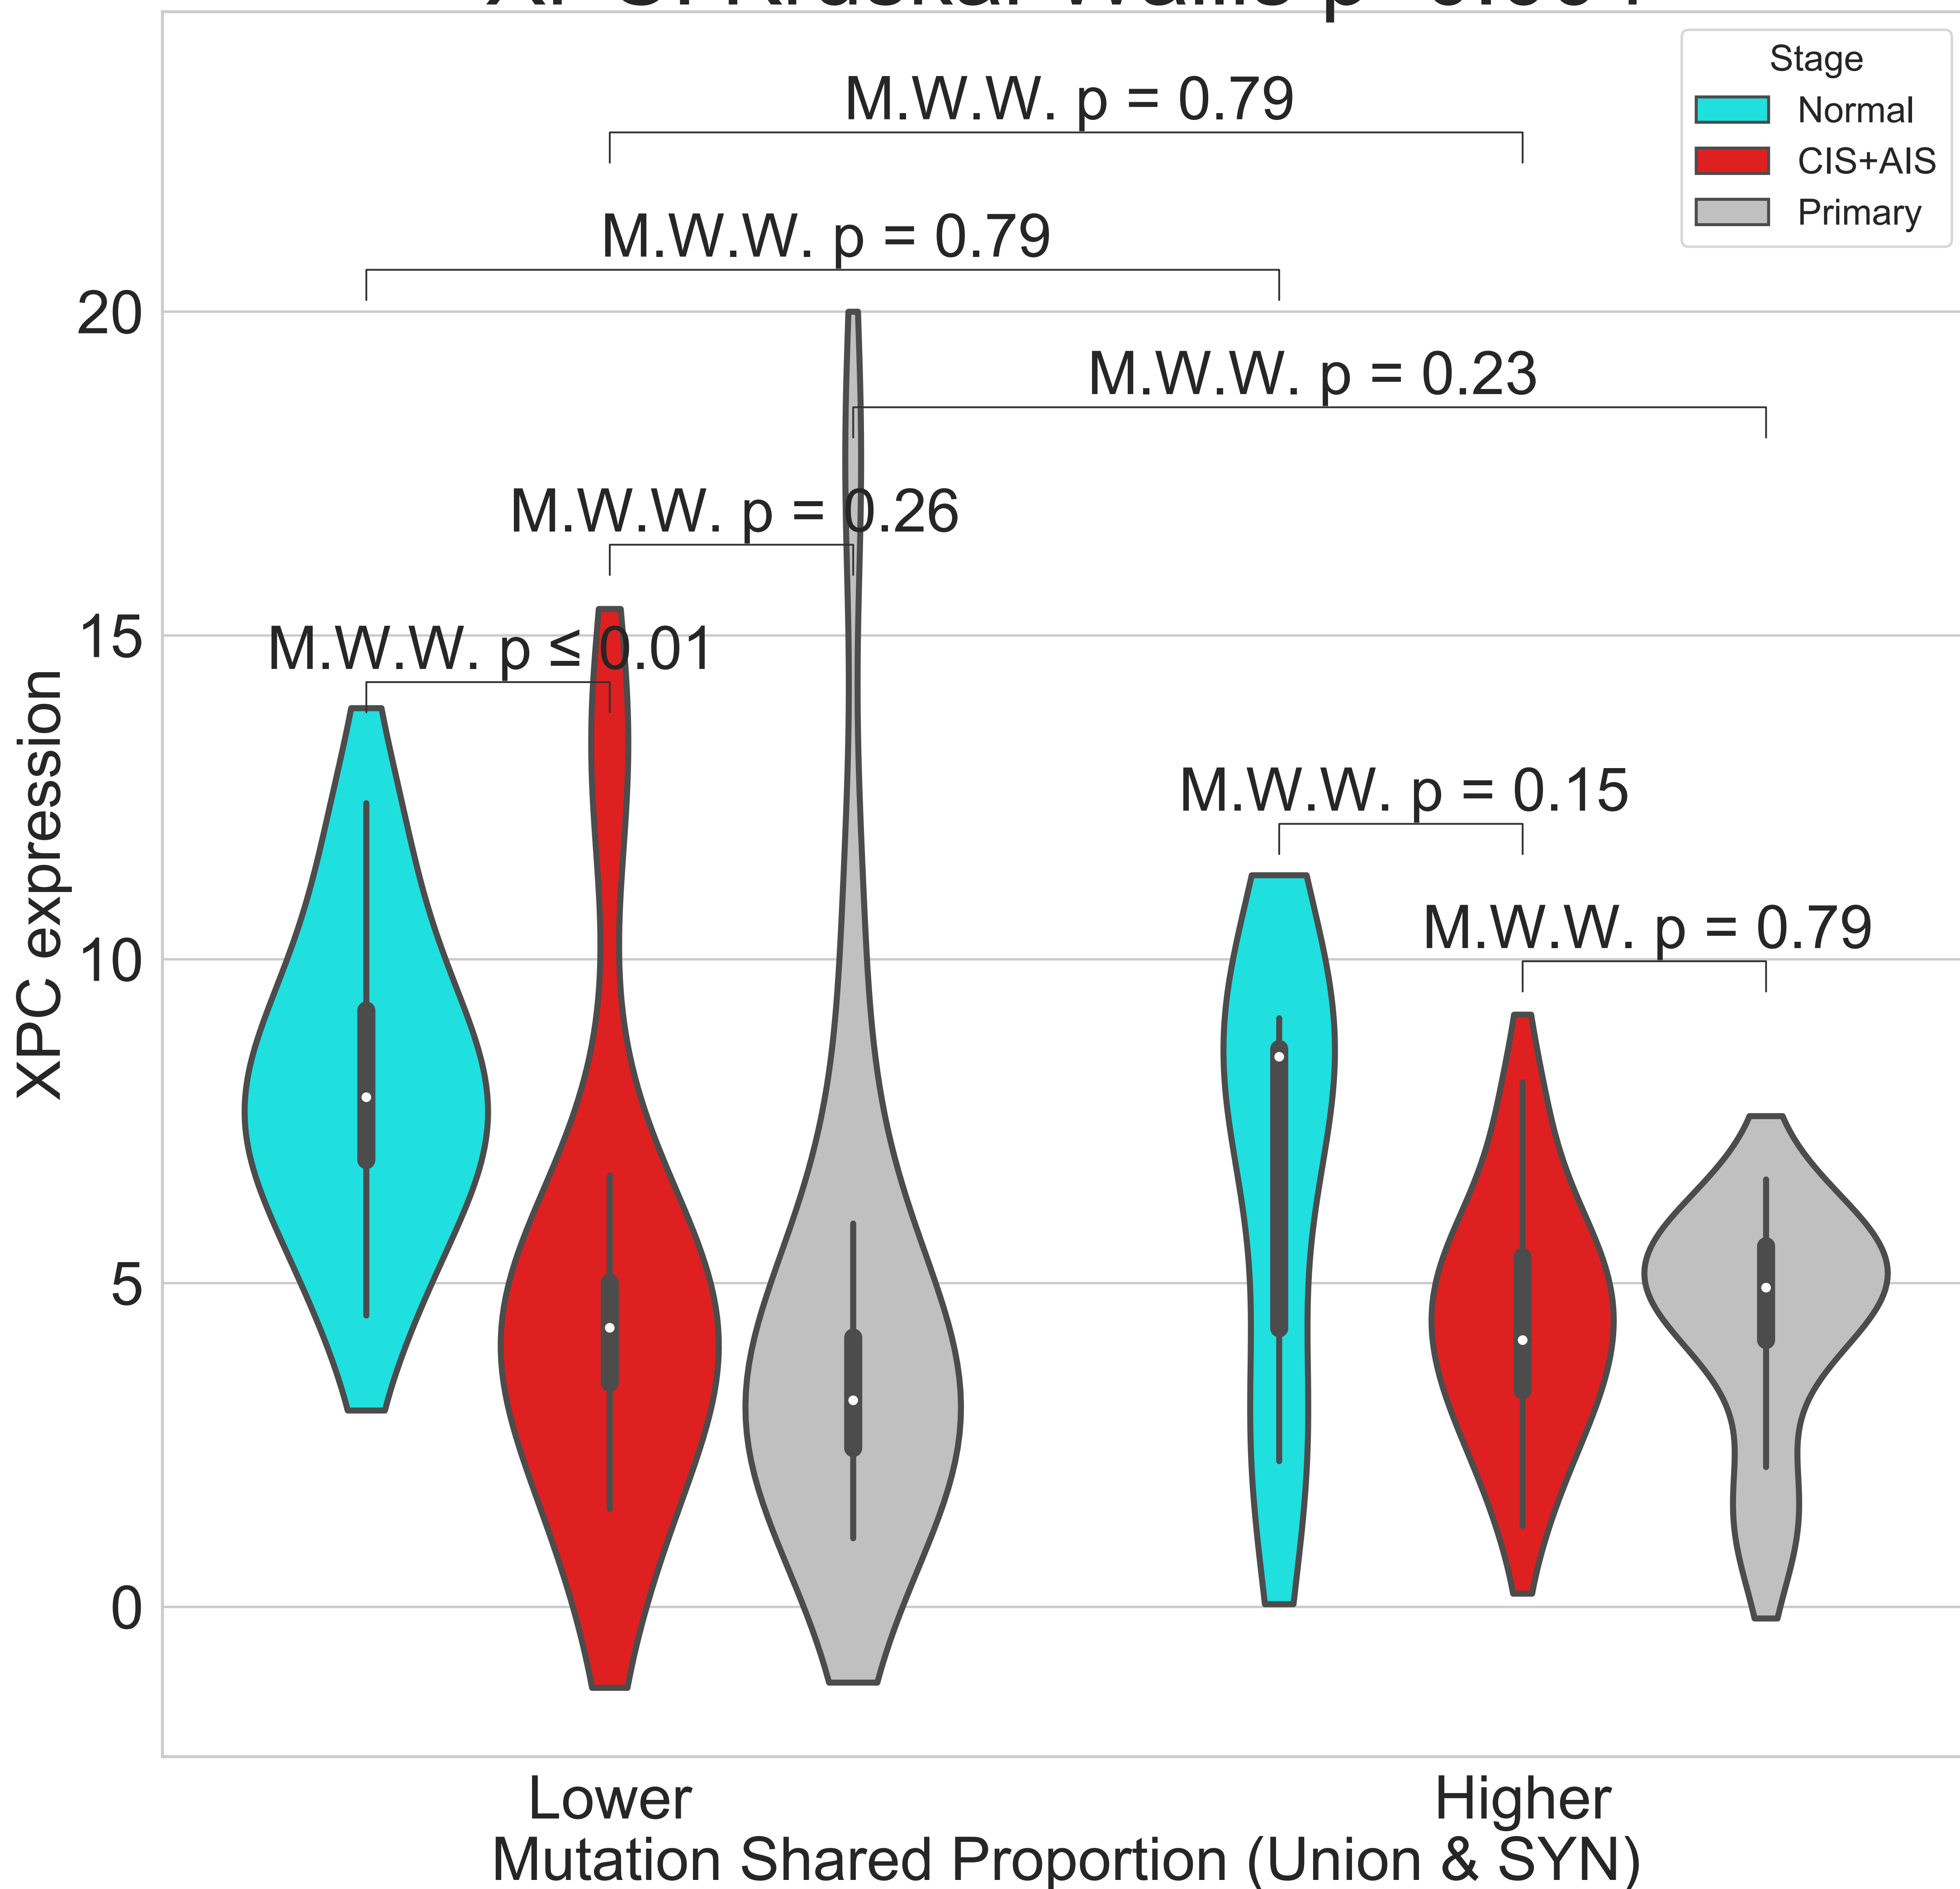 Stage
Normal
CIS+AIS
Primary
M.W.W. p = 0.79
M.W.W. p = 0.79
M.W.W. p = 0.23
M.W.W. p = 0.26
M.W.W. p ≤ 0.01
M.W.W. p = 0.15
M.W.W. p = 0.79
20
15
10
5
0
XPC expression
Lower
Higher
Mutation Shared Proportion (Union & SYN)